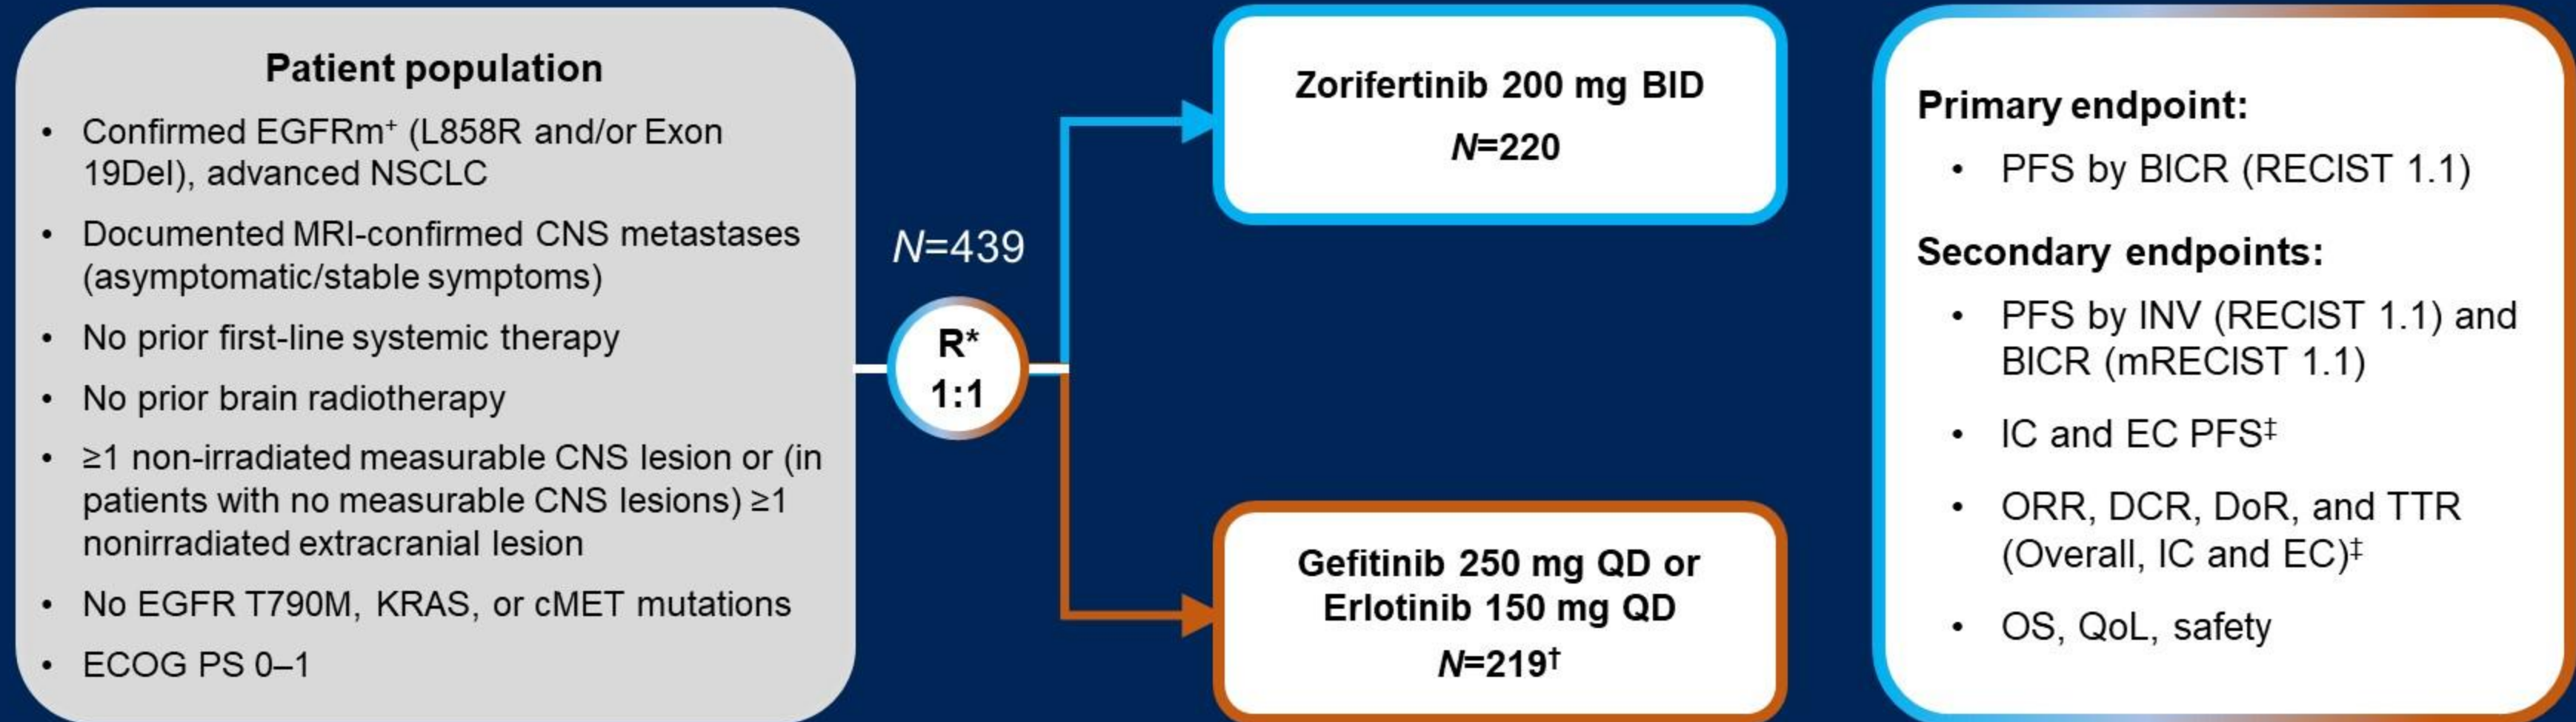 Patient population
• Confirmed EGFRm⁺ (L858R and/or Exon
19Del), advanced NSCLC
• Documented MRI-confirmed CNS metastases
(asymptomatic/stable symptoms)
• No prior first-line systemic therapy
• No prior brain radiotherapy
• ≥1 non-irradiated measurable CNS lesion or (in
patients with no measurable CNS lesions) ≥1
nonirradiated extracranial lesion
• No EGFR T790M, KRAS, or cMET mutations
• ECOG PS 0–1
N=439
R*
1:1
Zorifertinib 200 mg BID
N=220
Gefitinib 250 mg QD or
Erlotinib 150 mg QD
N=219†
Primary endpoint:
• PFS by BICR (RECIST 1.1)
Secondary endpoints:
• PFS by INV (RECIST 1.1) and
BICR (mRECIST 1.1)
• IC and EC PFS‡
• ORR, DCR, DoR, and TTR
(Overall, IC and EC)‡
• OS, QoL, safety